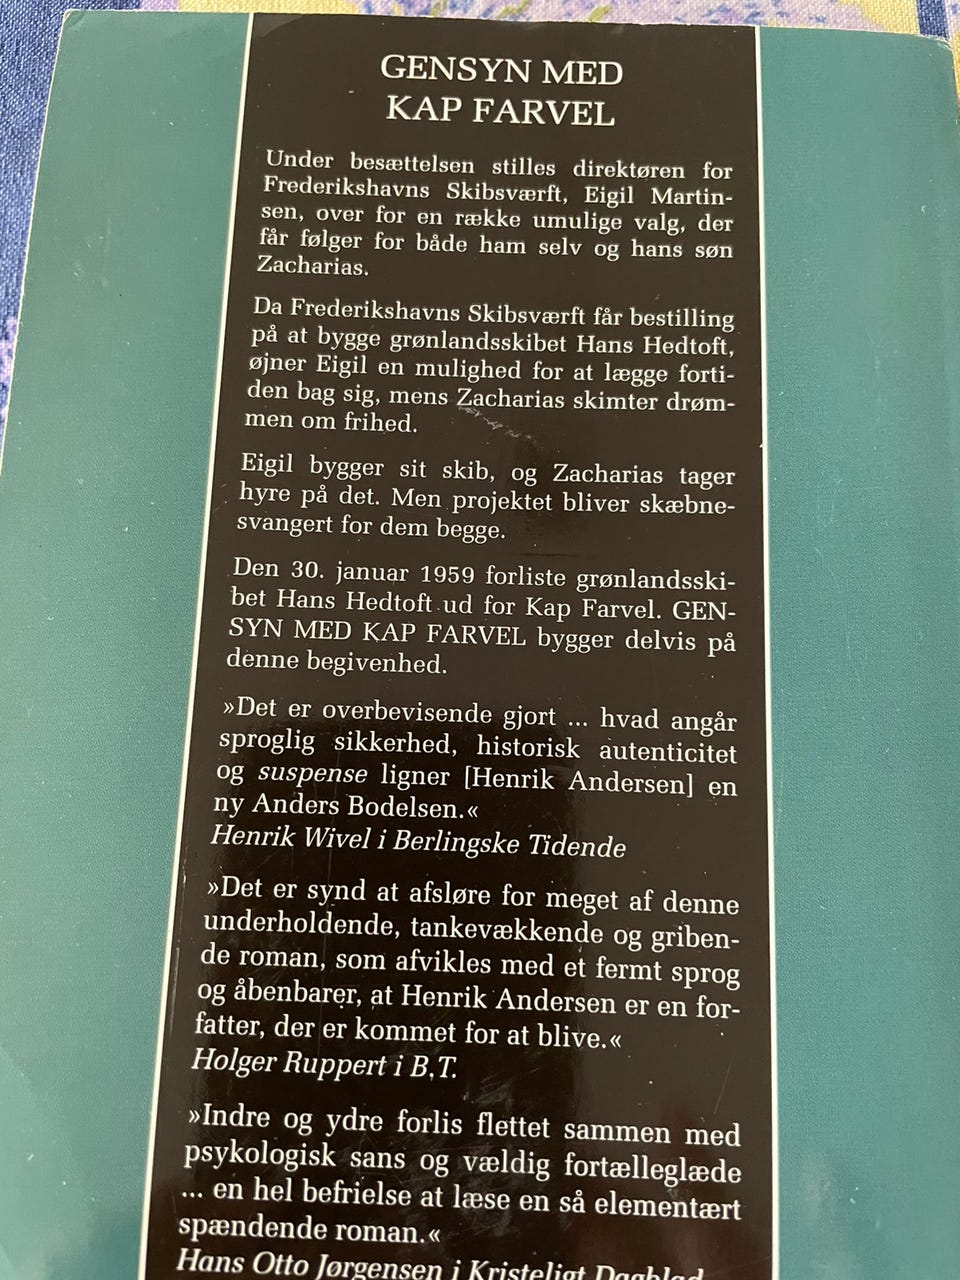 GENSYN MED
KAP FARVEL
Under besættelsen stilles direktøren for
Frederikshavns Skibsværft, Eigil Martin-
sen, over for en række umulige valg, der
får følger for både ham selv og hans søn
Zacharias.
Da Frederikshavns Skibsværft får bestilling
på at bygge grønlandsskibet Hans Hedtoft,
øjner Eigil en mulighed for at lægge forti-
den bag sig, mens Zacharias skimter drøm-
men om frihed.
Eigil bygger sit skib, og Zacharias tager
hyre på det. Men projektet bliver skæbne-
svangert for dem begge.
Den 30. januar 1959 forliste grønlandsski-
bet Hans Hedtoft ud for Kap Farvel. GEN-
SYN MED KAP FARVEL bygger delvis på
denne begivenhed.
»Det er overbevisende gjort ... hvad angår
sproglig sikkerhed, historisk autenticitet
og suspense ligner [Henrik Andersen] en
ny Anders Bodelsen.«
Henrik Wivel i Berlingske Tidende
»Det er synd at afsløre for meget af denne
underholdende, tankevækkende og griben-
de roman, som afvikles med et fermt sprog
og åbenbarer, at Henrik Andersen er en for-
fatter, der er kommet for at blive.«
Holger Ruppert i B.T.
»Indre og ydre forlis flettet sammen med
psykologisk sans og vældig fortælleglæde
... en hel befrielse at læse en så elementært
spændende roman.«
Hans Otto Jørgensen i Kristeligt Dagblad